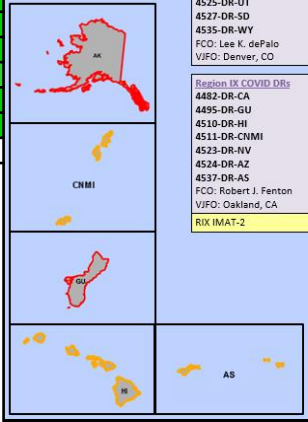 4525-DR-UT
4527-DR-SD
4535-DR-WY
FCO: Lee K. dePalo
VJFO: Denver, CO
Region IX COVID DRs
4482-DR-CA
4495-DR-GU
4510-DR-HI
4511-DR-CNMI
4523-DR-NV
4524-DR-AZ
4537-DR-AS
FCO: Robert J. Fenton
VJFO: Oakland, CA
RIX IMAT-2
AK
CNMI
GU
HI
AS